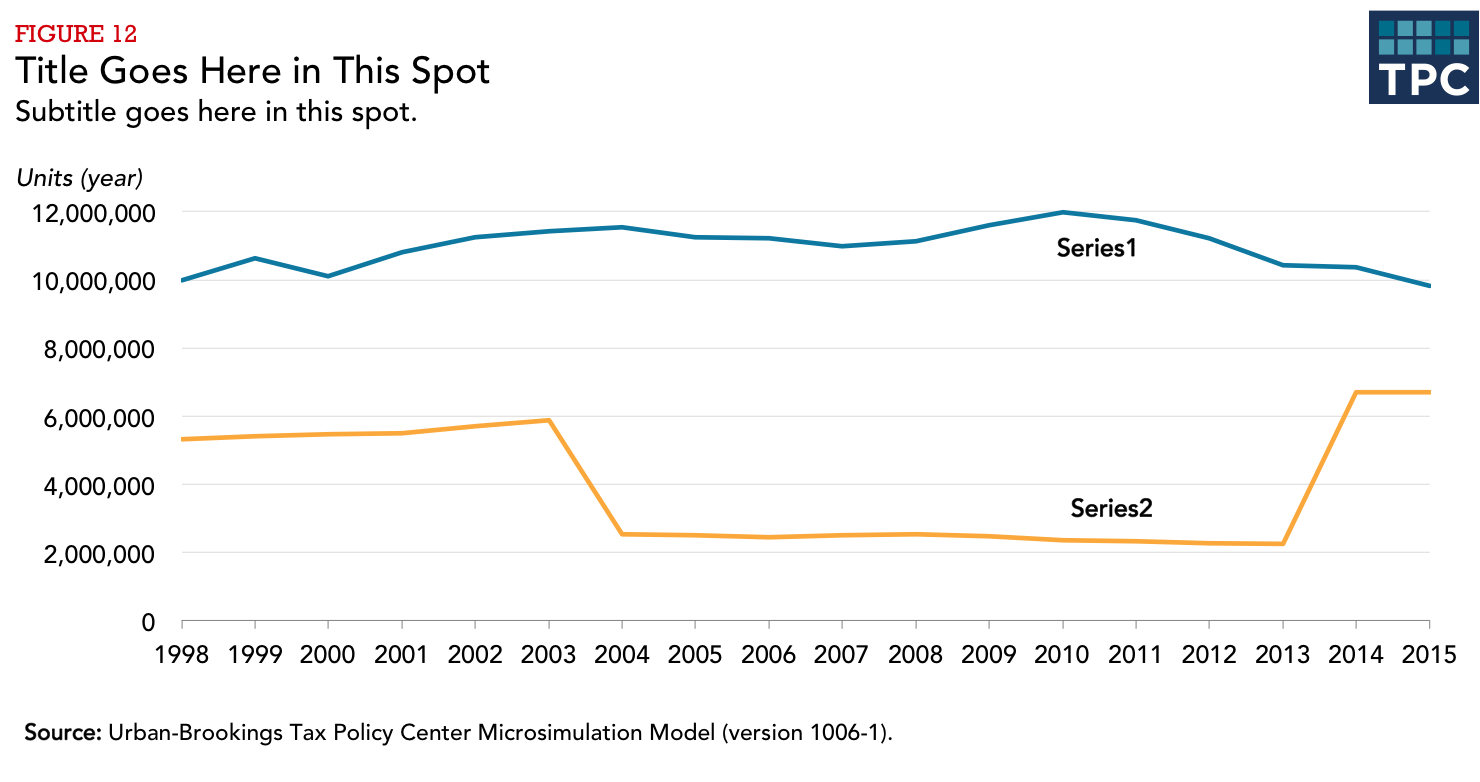 FIGURE 12
Title Goes Here in This Spot
Subtitle goes here in this spot.
TPC
Units (year)
12,000,000
10,000,000
8,000,000
6,000,000
4,000,000
2,000,000
0
Series1
Series2
1998 1999 2000 2001 2002 2003 2004 2005 2006 2007 2008 2009 2010 2011 2012 2013 2014 2015
Source: Urban-Brookings Tax Policy Center Microsimulation Model (version 1006-1).